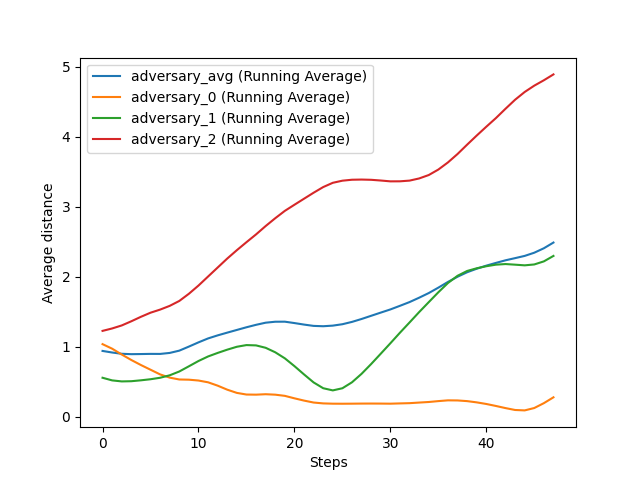 adversary_avg (Running Average)
adversary_0 (Running Average)
adversary_1 (Running Average)
adversary_2 (Running Average)
Average distance
5
4
3
2
1
0
0 10 20 30 40
Steps